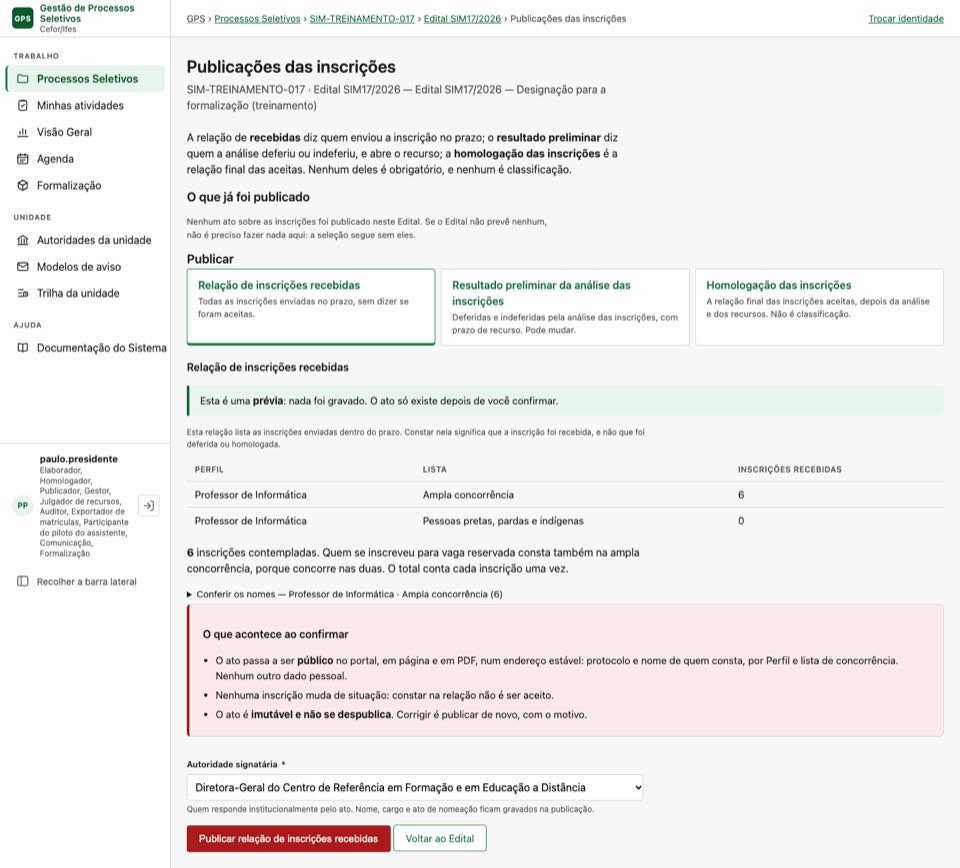 GPS
Gestão de Processos
Seletivos
Cefor/Ifes
GPS › Processos Seletivos › SIM-TREINAMENTO-017 › Edital SIM17/2026 › Publicações das inscrições
Trocar identidade
TRABALHO
Processos Seletivos
Minhas atividades
Visão Geral
Agenda
Formalização
UNIDADE
Autoridades da unidade
Modelos de aviso
Trilha da unidade
AJUDA
Documentação do Sistema
PP
paulo.presidente
Elaborador,
Homologador,
Publicador, Gestor,
Julgador de recursos,
Auditor, Exportador de
matrículas, Participante
do piloto do assistente,
Comunicação,
Formalização
Recolher a barra lateral
Publicações das inscrições
SIM-TREINAMENTO-017 · Edital SIM17/2026 — Edital SIM17/2026 — Designação para a
formalização (treinamento)
A relação de recebidas diz quem enviou a inscrição no prazo; o resultado preliminar diz
quem a análise deferiu ou indeferiu, e abre o recurso; a homologação das inscrições é a
relação final das aceitas. Nenhum deles é obrigatório, e nenhum é classificação.
O que já foi publicado
Nenhum ato sobre as inscrições foi publicado neste Edital. Se o Edital não prevê nenhum,
não é preciso fazer nada aqui: a seleção segue sem eles.
Publicar
Relação de inscrições recebidas
Todas as inscrições enviadas no prazo, sem dizer se
foram aceitas.
Resultado preliminar da análise das
inscrições
Deferidas e indeferidas pela análise das inscrições, com
prazo de recurso. Pode mudar.
Homologação das inscrições
A relação final das inscrições aceitas, depois da análise
e dos recursos. Não é classificação.
Relação de inscrições recebidas
Esta é uma prévia: nada foi gravado. O ato só existe depois de você confirmar.
Esta relação lista as inscrições enviadas dentro do prazo. Constar nela significa que a inscrição foi recebida, e não que foi
deferida ou homologada.
PERFIL LISTA INSCRIÇÕES RECEBIDAS
Professor de Informática Ampla concorrência 6
Professor de Informática Pessoas pretas, pardas e indígenas 0
6 inscrições contempladas. Quem se inscreveu para vaga reservada consta também na ampla
concorrência, porque concorre nas duas. O total conta cada inscrição uma vez.
▶ Conferir os nomes — Professor de Informática · Ampla concorrência (6)
O que acontece ao confirmar
• O ato passa a ser público no portal, em página e em PDF, num endereço estável: protocolo e nome de quem consta, por Perfil e lista de concorrência.
Nenhum outro dado pessoal.
• Nenhuma inscrição muda de situação: constar na relação não é ser aceito.
• O ato é imutável e não se despublica. Corrigir é publicar de novo, com o motivo.
Autoridade signatária *
Diretora-Geral do Centro de Referência em Formação e em Educação a Distância
Quem responde institucionalmente pelo ato. Nome, cargo e ato de nomeação ficam gravados na publicação.
Publicar relação de inscrições recebidas
Voltar ao Edital